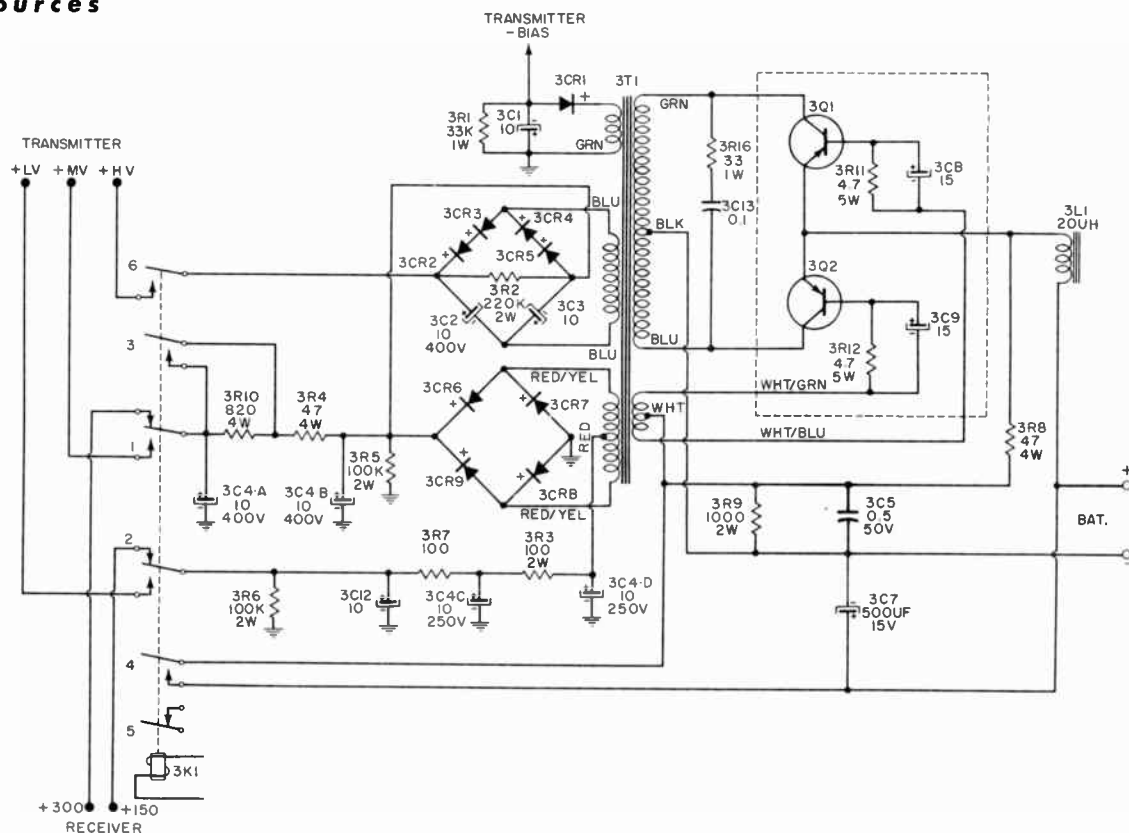 ources
TRANSMITTER
-BIAS
3CR1
+
3T1
3R1
33K
1W
3C1
10
GRN
GRN
3Q1
3R16
33
1W
3C13
0.1
3R11
4.7
5W
3C8
15
TRANSMITTER
+LV
+MV
+HV
BLU
BLK
3L1
20UH
3CR3
3CR4
3CR2
3CR5
3R2
220K
2W
3C2
10
400V
3C3
10
3Q2
3C9
15
3R12
4.7
5W
6
3
BLU
BLU
RED/YEL
WHT/GRN
WHT
WHT/BLU
3R10
820
4W
3R4
47
4W
3CR6
3CR7
RED
1
3R5
100K
2W
3CR9
3CR8
RED/YEL
3R8
47
4W
3C4-A
10
400V
3C4-B
10
400V
3R9
1000
2W
3C5
0.5
50V
+
BAT.
-
2
3R7
100
3R3
100
2W
3R6
100K
2W
3C12
10
3C4C
10
250V
3C4-D
10
250V
3C7
500UF
15V
4
5
3K1
+300
+150
RECEIVER